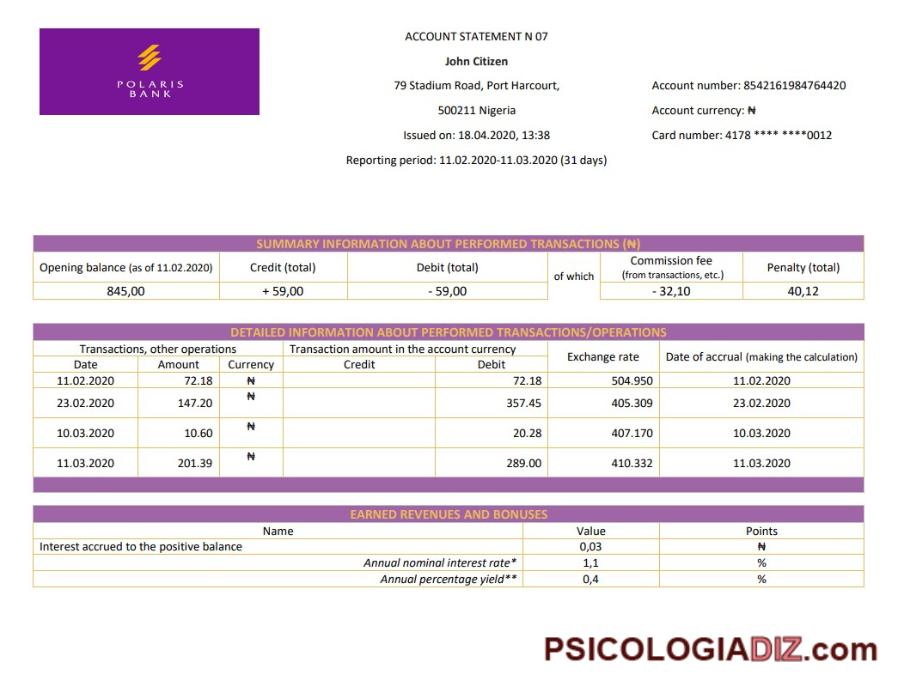 POLARIS
BANK
ACCOUNT STATEMENT N 07
John Citizen
79 Stadium Road, Port Harcourt,
500211 Nigeria
Issued on: 18.04.2020, 13:38
Reporting period: 11.02.2020-11.03.2020 (31 days)
Account number: 8542161984764420
Account currency: ₦
Card number: 4178 **** ****0012
SUMMARY INFORMATION ABOUT PERFORMED TRANSACTIONS (₦)
Opening balance (as of 11.02.2020) Credit (total) Debit (total) of which Commission fee (from transactions, etc.) Penalty (total)
845,00 + 59,00 - 59,00 - 32,10 40,12
DETAILED INFORMATION ABOUT PERFORMED TRANSACTIONS/OPERATIONS
Transactions, other operations Transaction amount in the account currency Exchange rate Date of accrual (making the calculation)
Date Amount Currency Credit Debit
11.02.2020 72.18 ₦ 72.18 504.950 11.02.2020
23.02.2020 147.20 ₦ 357.45 405.309 23.02.2020
10.03.2020 10.60 ₦ 20.28 407.170 10.03.2020
11.03.2020 201.39 ₦ 289.00 410.332 11.03.2020
EARNED REVENUES AND BONUSES
Name Value Points
Interest accrued to the positive balance 0,03 ₦
Annual nominal interest rate* 1,1 %
Annual percentage yield** 0,4 %
PSICOLOGIADIZ.com